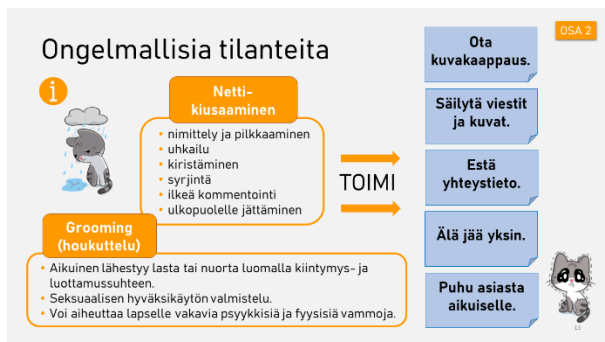 OSA 2
Ongelmallisia tilanteita
i
Netti-
kiusaaminen
• nimittely ja pilkkaaminen
• uhkailu
• kiristäminen
• syrjintä
• ilkeä kommentointi
• ulkopuolelle jättäminen
Grooming
(houkuttelu)
• Aikuinen lähestyy lasta tai nuorta luomalla kiintymys- ja
luottamussuhteen.
• Seksuaalisen hyväksikäytön valmistelu.
• Voi aiheuttaa lapselle vakavia psyykkisiä ja fyysisiä vammoja.
TOIMI
Ota
kuvakaappaus.
Säilytä viestit
ja kuvat.
Estä
yhteystieto.
Älä jää yksin.
Puhu asiasta
aikuiselle.
13